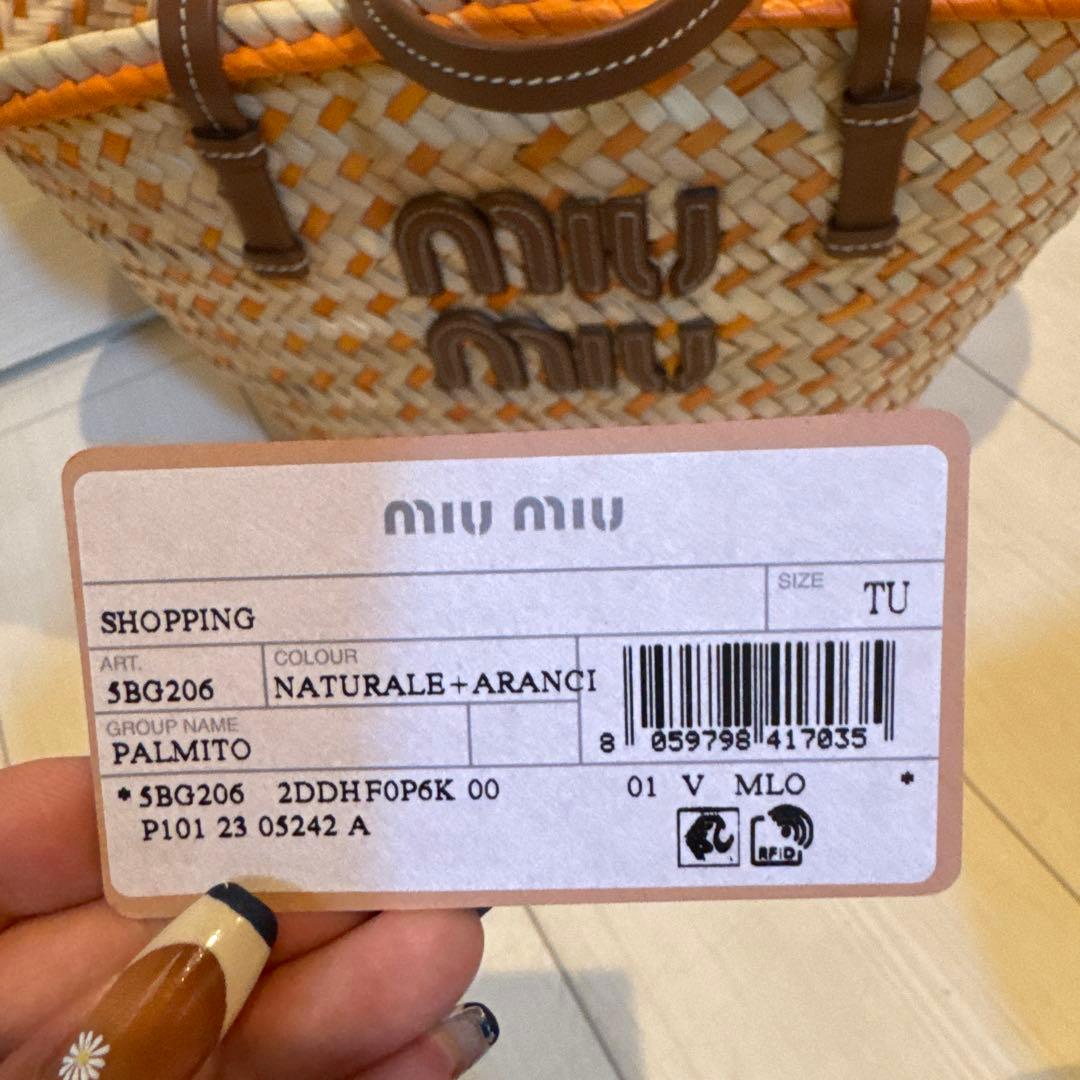 miu
miu
miu miu
SHOPPING
SIZE TU
ART.
5BG206
COLOUR
NATURALE+ARANCI
GROUP NAME
PALMITO
8 059798 417035
*5BG206 2DDHF0P6K 00 01 V MLO *
P101 23 05242 A
RFiD